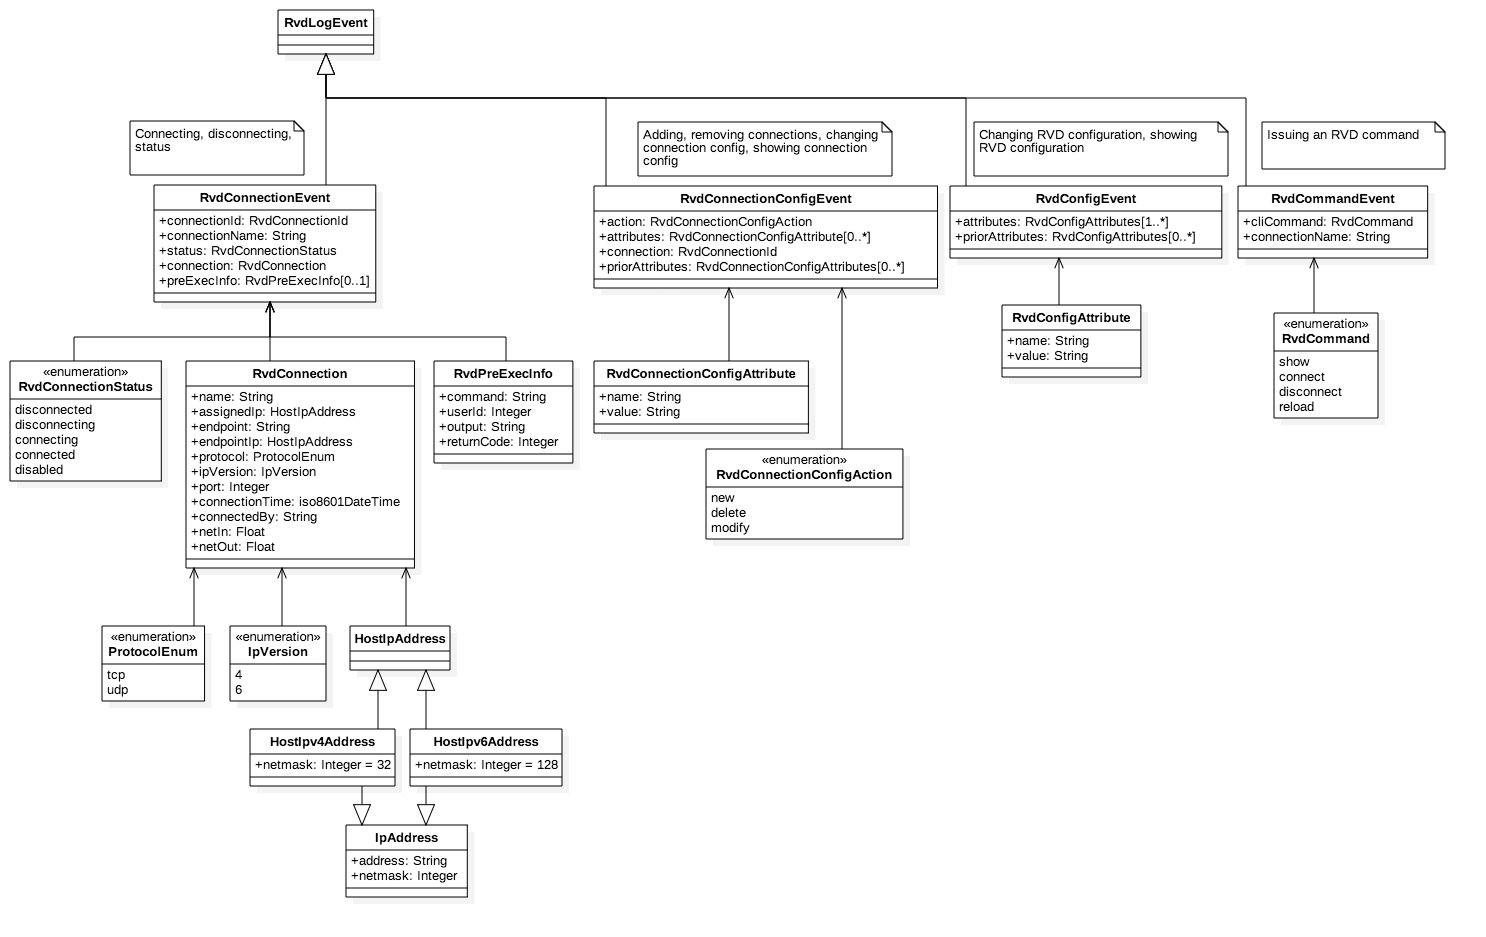 RvdLogEvent
Connecting, disconnecting,
status
Adding, removing connections, changing
connection config, showing connection
config
Changing RVD configuration, showing
RVD configuration
Issuing an RVD command
RvdConnectionEvent
+connectionId: RvdConnectionId
+connectionName: String
+status: RvdConnectionStatus
+connection: RvdConnection
+preExecInfo: RvdPreExecInfo[0..1]
RvdConnectionConfigEvent
+action: RvdConnectionConfigAction
+attributes: RvdConnectionConfigAttribute[0..*]
+connection: RvdConnectionId
+priorAttributes: RvdConnectionConfigAttributes[0..*]
RvdConfigEvent
+attributes: RvdConfigAttributes[1..*]
+priorAttributes: RvdConfigAttributes[0..*]
RvdCommandEvent
+cliCommand: RvdCommand
+connectionName: String
«enumeration»
RvdConnectionStatus
disconnected
disconnecting
connecting
connected
disabled
RvdConnection
+name: String
+assignedIp: HostIpAddress
+endpoint: String
+endpointIp: HostIpAddress
+protocol: ProtocolEnum
+ipVersion: IpVersion
+port: Integer
+connectionTime: iso8601DateTime
+connectedBy: String
+netIn: Float
+netOut: Float
RvdPreExecInfo
+command: String
+userId: Integer
+output: String
+returnCode: Integer
RvdConnectionConfigAttribute
+name: String
+value: String
«enumeration»
RvdConnectionConfigAction
new
delete
modify
RvdConfigAttribute
+name: String
+value: String
«enumeration»
RvdCommand
show
connect
disconnect
reload
«enumeration»
ProtocolEnum
tcp
udp
«enumeration»
IpVersion
4
6
HostIpAddress
HostIpv4Address
+netmask: Integer = 32
HostIpv6Address
+netmask: Integer = 128
IpAddress
+address: String
+netmask: Integer